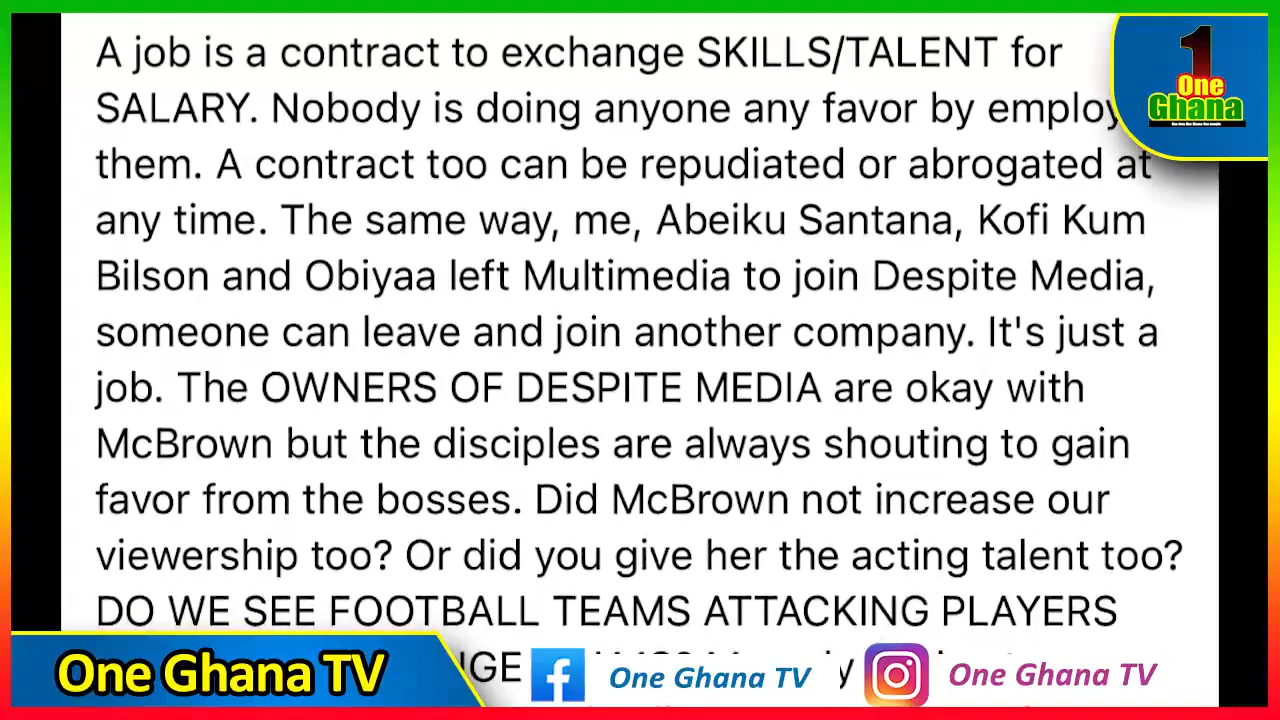 A job is a contract to exchange SKILLS/TALENT for
SALARY. Nobody is doing anyone any favor by employ
them. A contract too can be repudiated or abrogated at
any time. The same way, me, Abeiku Santana, Kofi Kum
Bilson and Obiyaa left Multimedia to join Despite Media,
someone can leave and join another company. It's just a
job. The OWNERS OF DESPITE MEDIA are okay with
McBrown but the disciples are always shouting to gain
favor from the bosses. Did McBrown not increase our
viewership too? Or did you give her the acting talent too?
DO WE SEE FOOTBALL TEAMS ATTACKING PLAYERS
1
One
Ghana
One Ghana TV
One Ghana TV
One Ghana TV